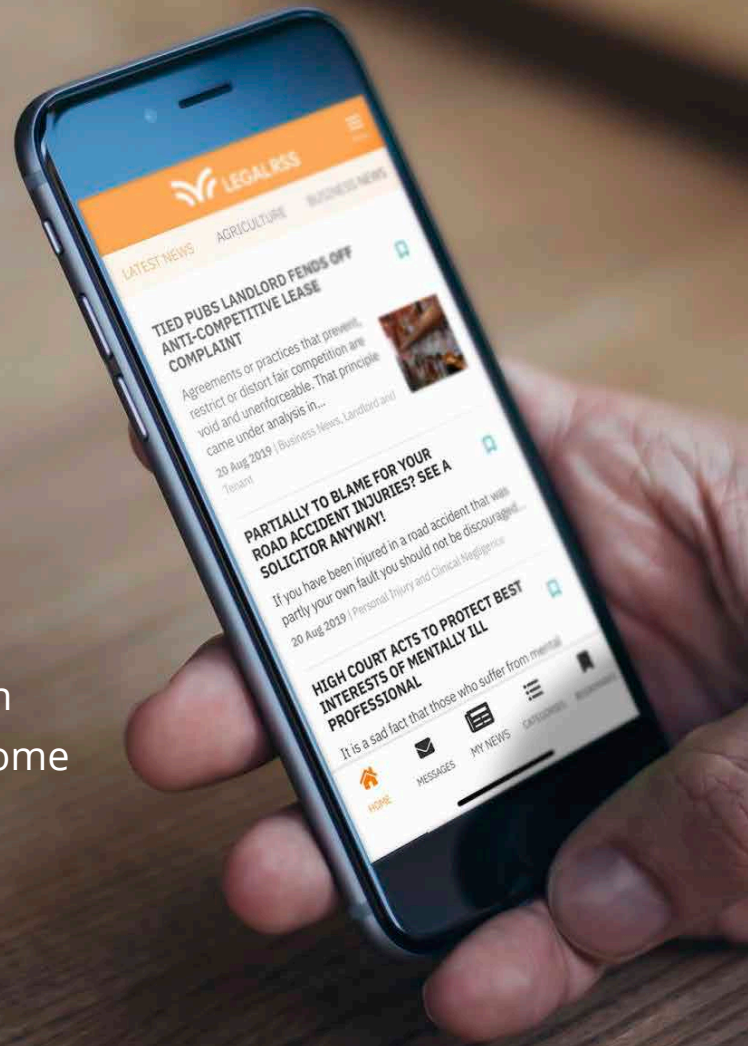 LEGAL RSS
LATEST NEWS AGRICULTURE BUSINESS NEWS
TIED PUBS LANDLORD FENDS OFF
ANTI-COMPETITIVE LEASE
COMPLAINT
Agreements or practices that prevent,
restrict or distort fair competition are
void and unenforceable. That principle
came under analysis in...
20 Aug 2019 | Business News, Landlord and
Tenant
PARTIALLY TO BLAME FOR YOUR
ROAD ACCIDENT INJURIES? SEE A
SOLICITOR ANYWAY!
If you have been injured in a road accident that was
partly your own fault you should not be discouraged...
20 Aug 2019 | Personal Injury and Clinical Negligence
HIGH COURT ACTS TO PROTECT BEST
INTERESTS OF MENTALLY ILL
PROFESSIONAL
It is a sad fact that those who suffer from mental
HOME MESSAGES MY NEWS CATEGORIES BOOKMARKS
n
ome